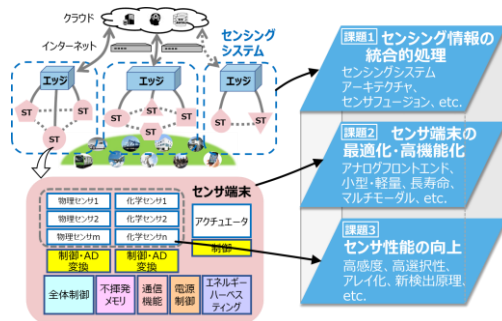 クラウド
インターネット
センシング
システム
エッジ
エッジ
エッジ
ST
ST
ST
ST
ST
ST
ST
ST
ST
センサ端末
物理センサ1
化学センサ1
物理センサ2
化学センサ2
物理センサm
化学センサn
アクチュエータ
制御
制御・AD
変換
制御・AD
変換
全体制御
不揮発
メモリ
通信
機能
電源
制御
エネルギー
ハーベス
ティング
課題1
センシング情報の
統合的処理
センシングシステム
アーキテクチャ、
センサフュージョン、etc.
課題2
センサ端末の
最適化・高機能化
アナログフロントエンド、
小型・軽量、長寿命、
マルチモーダル、etc.
課題3
センサ性能の向上
高感度、高選択性、
アレイ化、新検出原理、
etc.